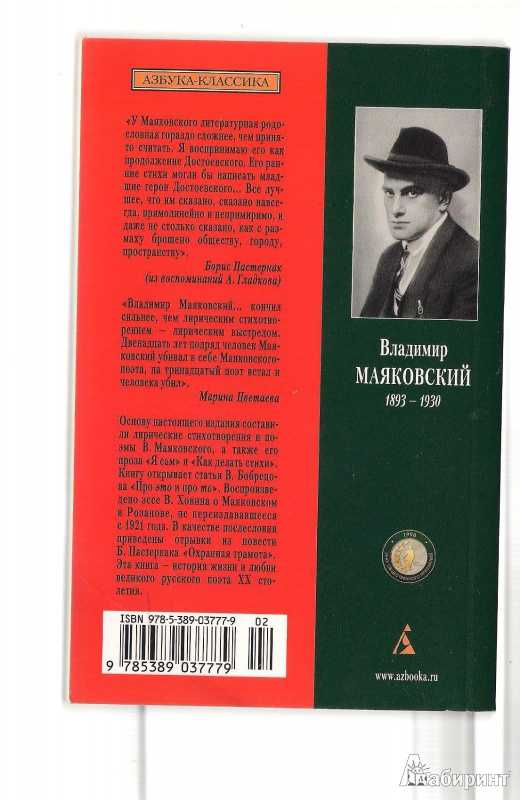 АЗБУКА-КЛАССИКА
«У Маяковского литературная родо-
словная гораздо сложнее, чем приня-
то считать. Я воспринимаю его как
продолжение Достоевского. Его ран-
ние стихи могли бы написать млад-
шие герои Достоевского... Все луч-
шее, что им сказано, сказано навсе-
гда, прямолинейно и непримиримо, и
даже не столько сказано, как с раз-
маху брошено обществу, городу,
пространству».
Борис Пастернак
(из воспоминаний А. Гладкова)
«Владимир Маяковский... кончил
сильнее, чем лирическим стихотво-
рением – лирическим выстрелом.
Двенадцать лет подряд человек Мая-
ковский убивал в себе Маяковского-
поэта, на тринадцатый поэт встал и
человека убил».
Марина Цветаева
Основу настоящего издания состави-
ли лирические стихотворения и по-
эмы В. Маяковского, а также его
проза «Я сам» и «Как делать стихи».
Книгу открывает статья В. Бобрецо-
ва «Про это и про то». Воспроизве-
дено эссе В. Ховина о Маяковском
и Розанове, не переиздававшееся
с 1921 года. В качестве послесловия
приведены отрывки из повести
Б. Пастернака «Охранная грамота».
Эта книга – история жизни и любви
великого русского поэта XX сто-
летия.
ISBN 978-5-389-03777-9
02
9 785389 037779
Владимир
МАЯКОВСКИЙ
1893 – 1930
1996
www.azbooka.ru
Лабиринт